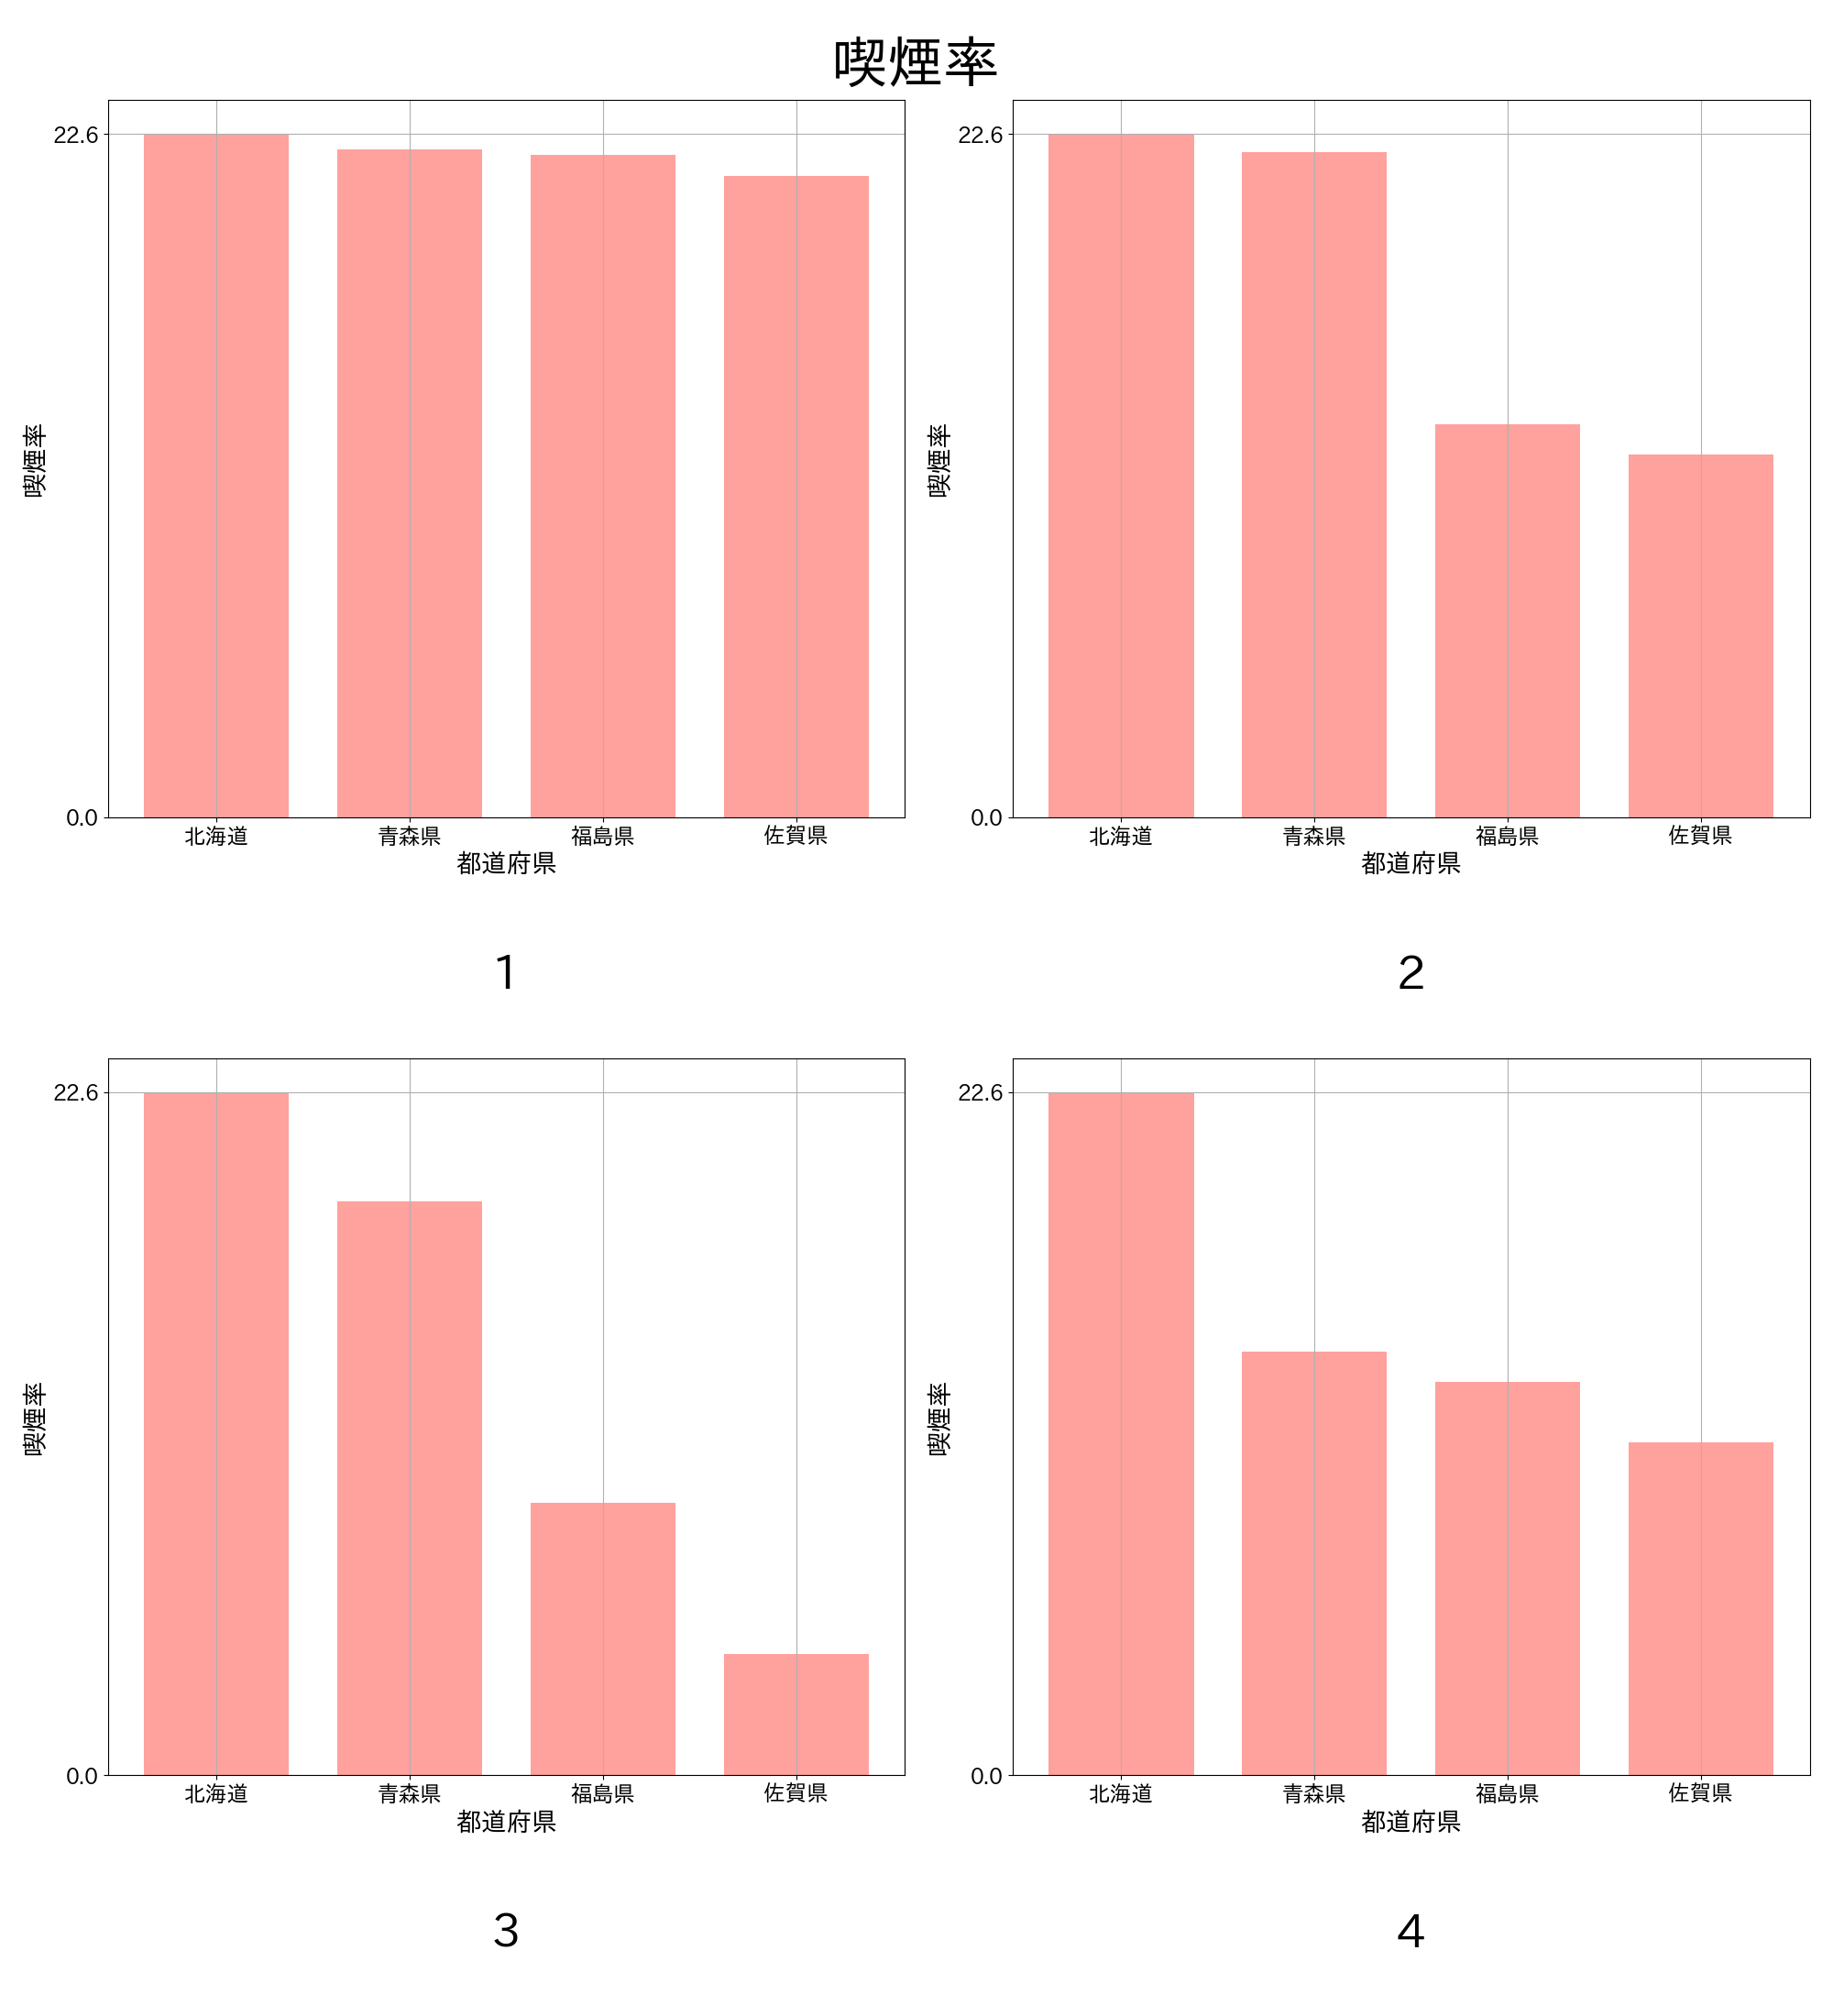 喫煙率
22.6
0.0
喫煙率
北海道 青森県 福島県 佐賀県
都道府県
1
22.6
0.0
喫煙率
北海道 青森県 福島県 佐賀県
都道府県
2
22.6
0.0
喫煙率
北海道 青森県 福島県 佐賀県
都道府県
3
22.6
0.0
喫煙率
北海道 青森県 福島県 佐賀県
都道府県
4